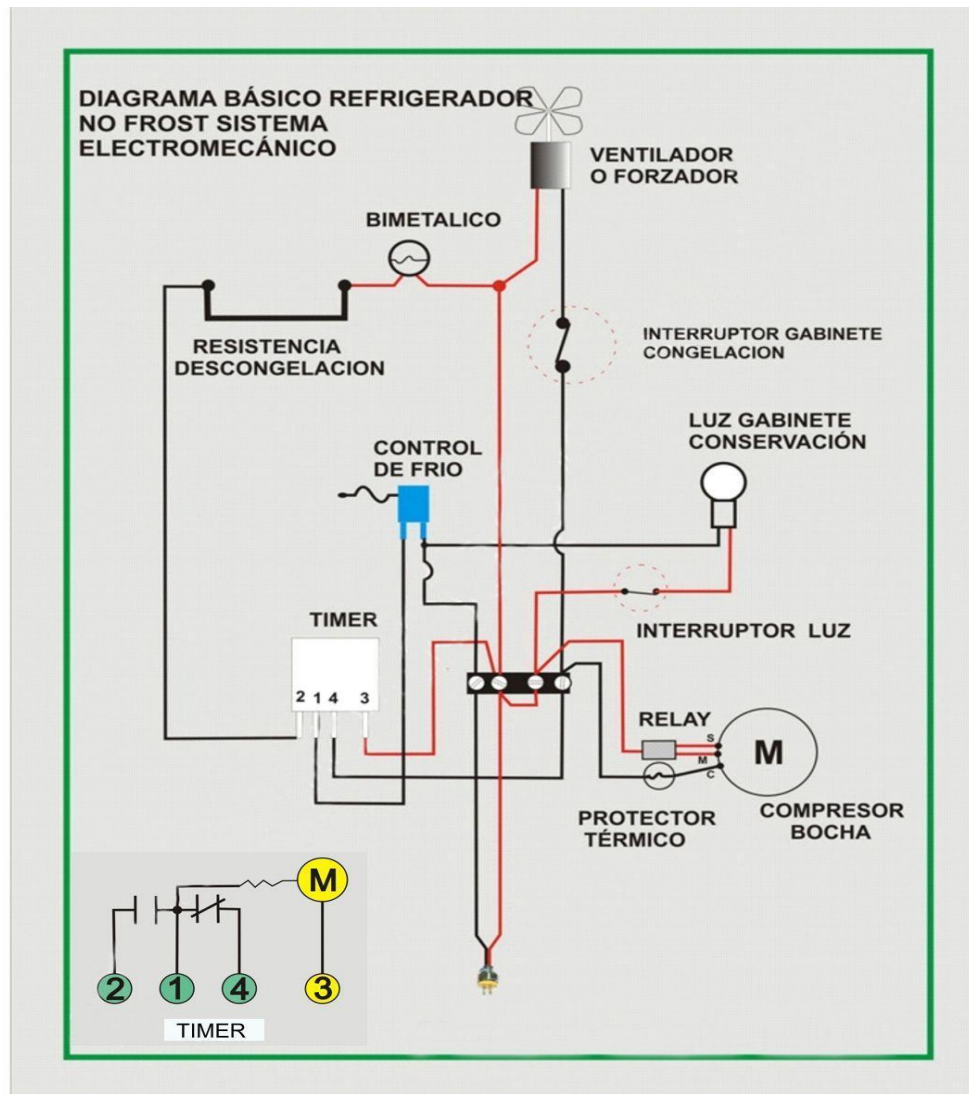 DIAGRAMA BÁSICO REFRIGERADOR
NO FROST SISTEMA
ELECTROMECÁNICO
VENTILADOR
O FORZADOR
BIMETALICO
INTERRUPTOR GABINETE
CONGELACION
RESISTENCIA
DESCONGELACION
LUZ GABINETE
CONSERVACIÓN
CONTROL
DE FRIO
TIMER
INTERRUPTOR LUZ
2 1 4 3
RELAY
S
M
C
M
PROTECTOR
TÉRMICO
COMPRESOR
BOCHA
M
2 1 4 3
TIMER